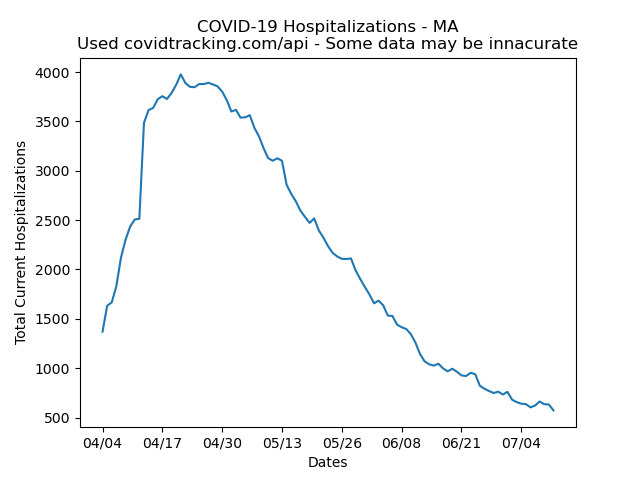 COVID-19 Hospitalizations - MA
Used covidtracking.com/api - Some data may be innacurate
4000
3500
3000
2500
2000
1500
1000
500
Total Current Hospitalizations
04/04 04/17 04/30 05/13 05/26 06/08 06/21 07/04
Dates